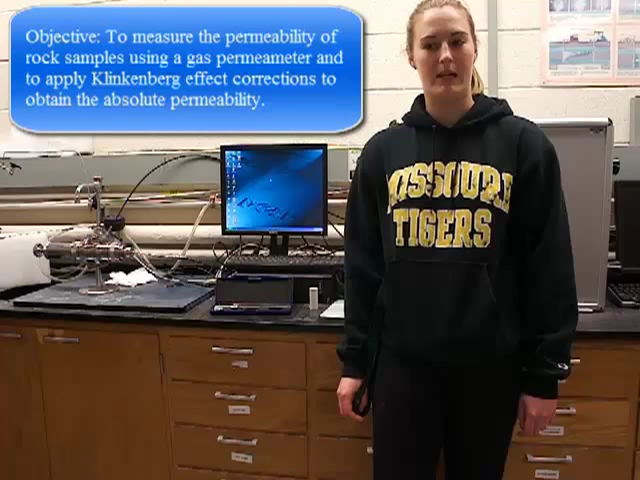 Objective: To measure the permeability of
rock samples using a gas permeameter and
to apply Klinkenberg effect corrections to
obtain the absolute permeability.
MISSOURI
TIGERS